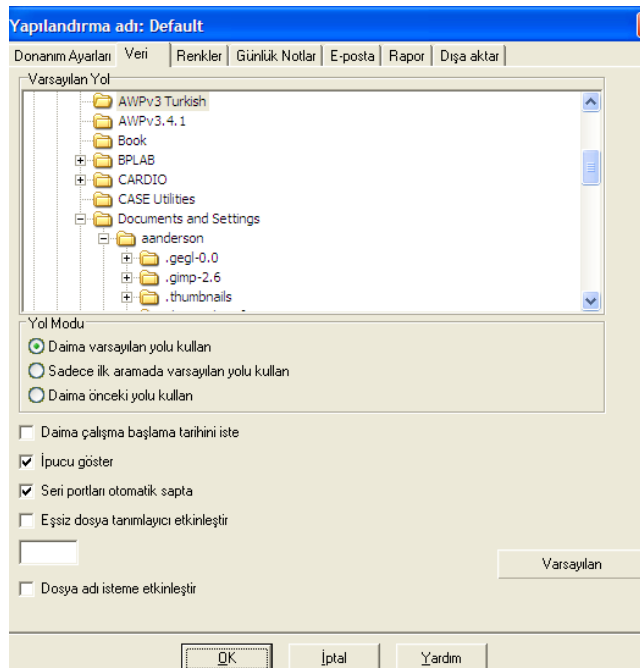 Yapılandırma adı: Default
Donanım Ayarları Veri Renkler Günlük Notlar E-posta Rapor Dışa aktar
Varsayılan Yol
AWPv3 Turkish
AWPv3.4.1
Book
BPLAB
CARDIO
CASE Utilities
Documents and Settings
aanderson
.gegl-0.0
.gimp-2.6
.thumbnails
Yol Modu
Daima varsayılan yolu kullan
Sadece ilk aramada varsayılan yolu kullan
Daima önceki yolu kullan
Daima çalışma başlama tarihini iste
İpucu göster
Seri portları otomatik sapta
Eşsiz dosya tanımlayıcı etkinleştir
Varsayılan
Dosya adı isteme etkinleştir
OK İptal Yardım